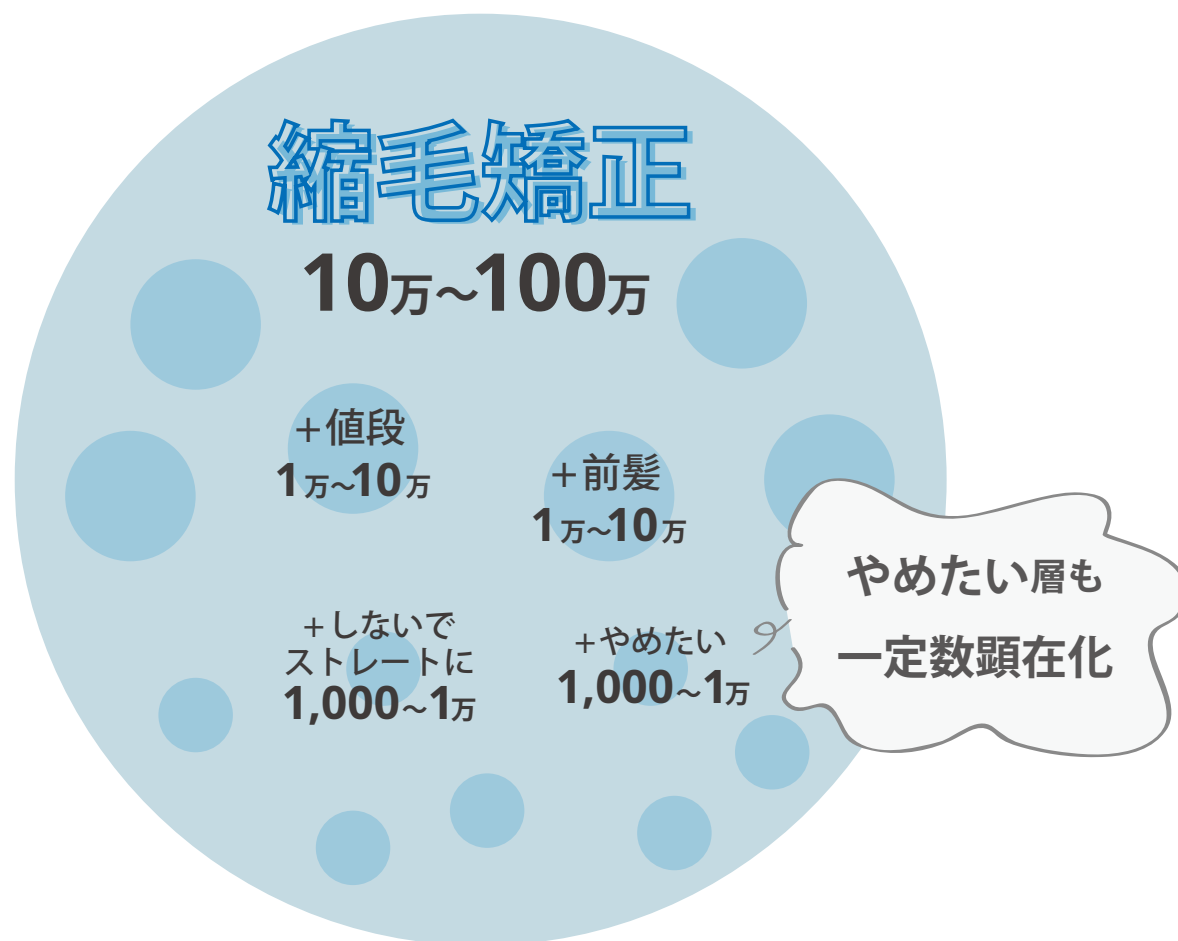 縮毛矯正
10万～100万
＋値段
1万～10万
＋前髪
1万～10万
＋しないで
ストレートに
1,000～1万
＋やめたい
1,000～1万
やめたい層も
一定数顕在化